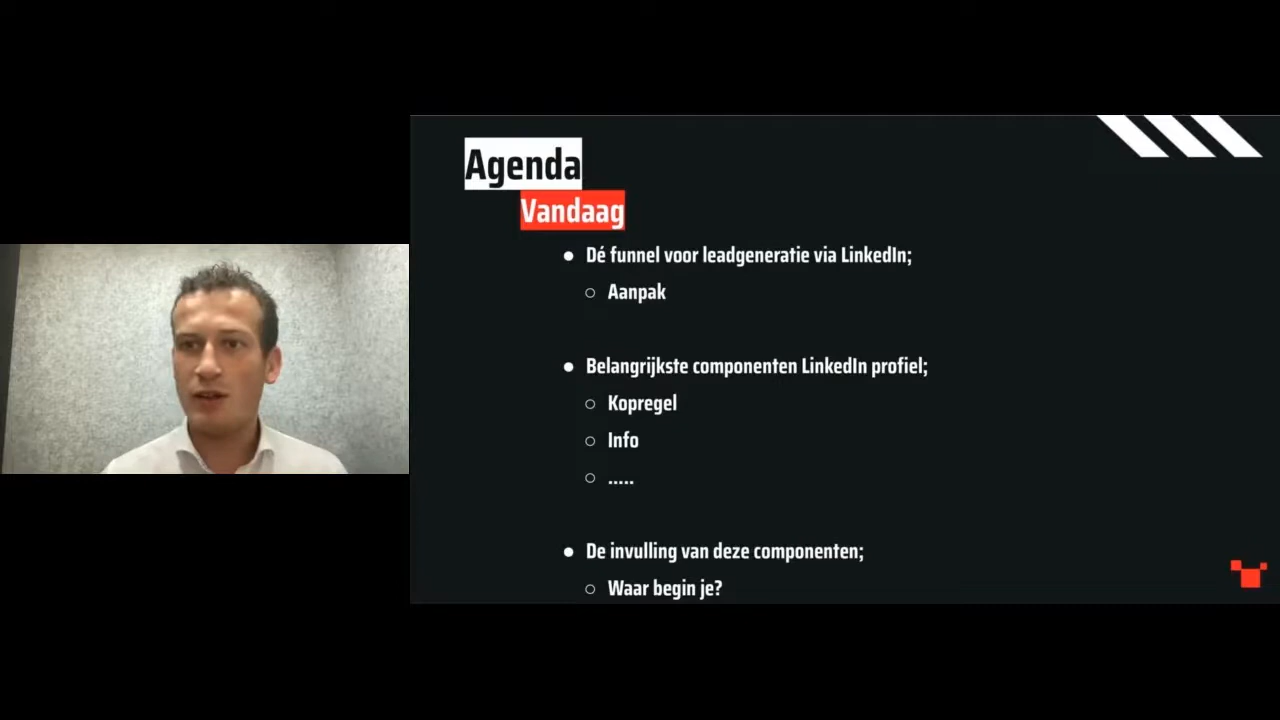 Agenda
Vandaag
Dé funnel voor leadgeneratie via LinkedIn;
Aanpak
Belangrijkste componenten LinkedIn profiel;
Kopregel
Info
.....
De invulling van deze componenten;
Waar begin je?